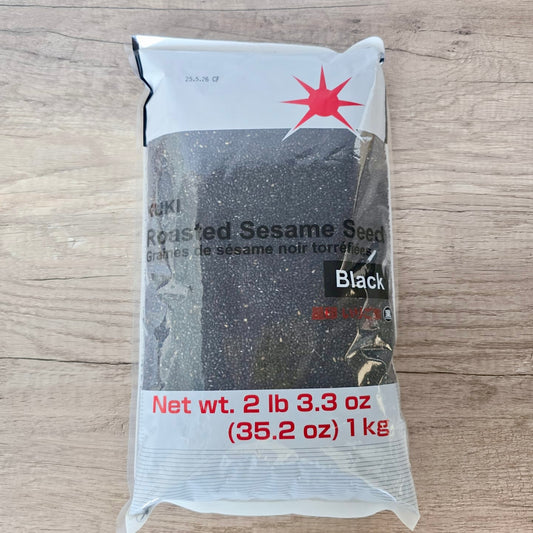 25.5.26 CF
YUKI
Roasted Sesame Seed
Graines de sésame noir torréfiées
Black
Net wt. 2 lb 3.3 oz
(35.2 oz) 1 kg